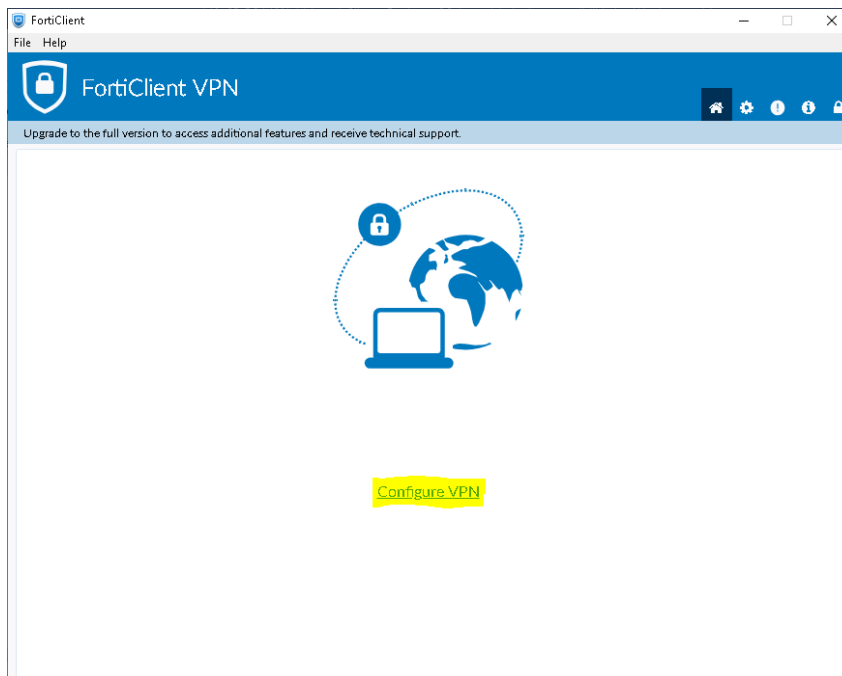 FortiClient
File Help
FortiClient VPN
Upgrade to the full version to access additional features and receive technical support.
Configure VPN